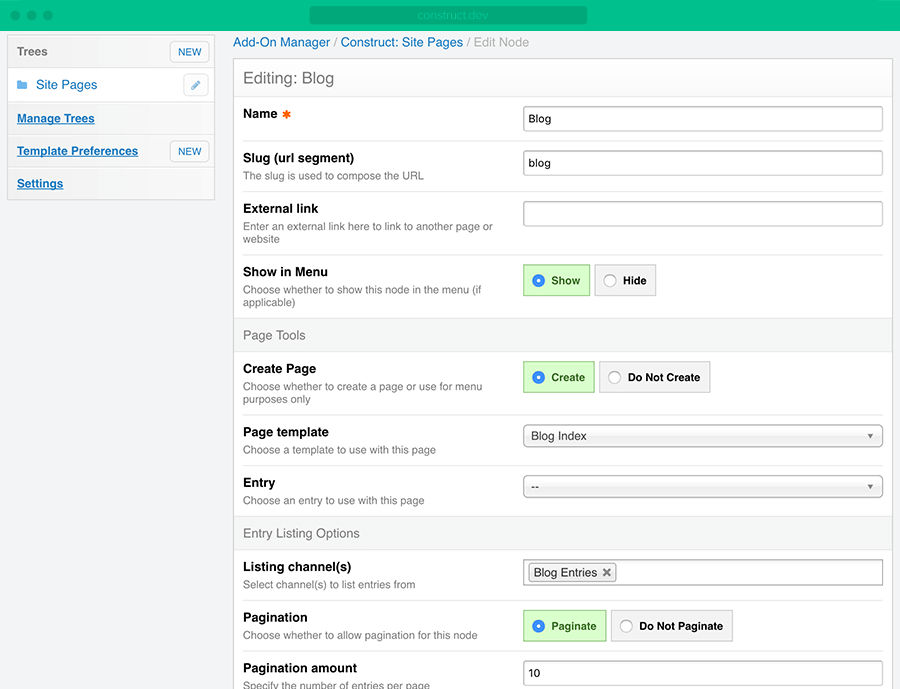 construct.dev
Trees NEW
Site Pages
Manage Trees
Template Preferences NEW
Settings
Add-On Manager / Construct: Site Pages / Edit Node
Editing: Blog
Name ✱
Blog
Slug (url segment)
The slug is used to compose the URL
blog
External link
Enter an external link here to link to another page or
website
Show in Menu
Choose whether to show this node in the menu (if
applicable)
Show Hide
Page Tools
Create Page
Choose whether to create a page or use for menu
purposes only
Create Do Not Create
Page template
Choose a template to use with this page
Blog Index
Entry
Choose an entry to use with this page
--
Entry Listing Options
Listing channel(s)
Select channel(s) to list entries from
Blog Entries ✕
Pagination
Choose whether to allow pagination for this node
Paginate Do Not Paginate
Pagination amount
Specify the number of entries per page
10